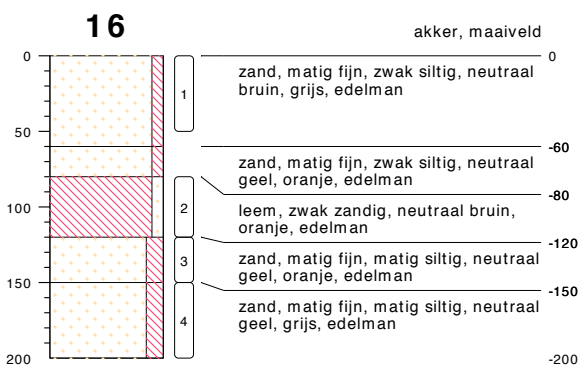 16
akker, maaiveld
0
0
zand, matig fijn, zwak siltig, neutraal
bruin, grijs, edelman
1
50
-60
zand, matig fijn, zwak siltig, neutraal
geel, oranje, edelman
-80
100
2
leem, zwak zandig, neutraal bruin,
oranje, edelman
-120
3
zand, matig fijn, matig siltig, neutraal
geel, oranje, edelman
150
-150
4
zand, matig fijn, matig siltig, neutraal
geel, grijs, edelman
200
-200